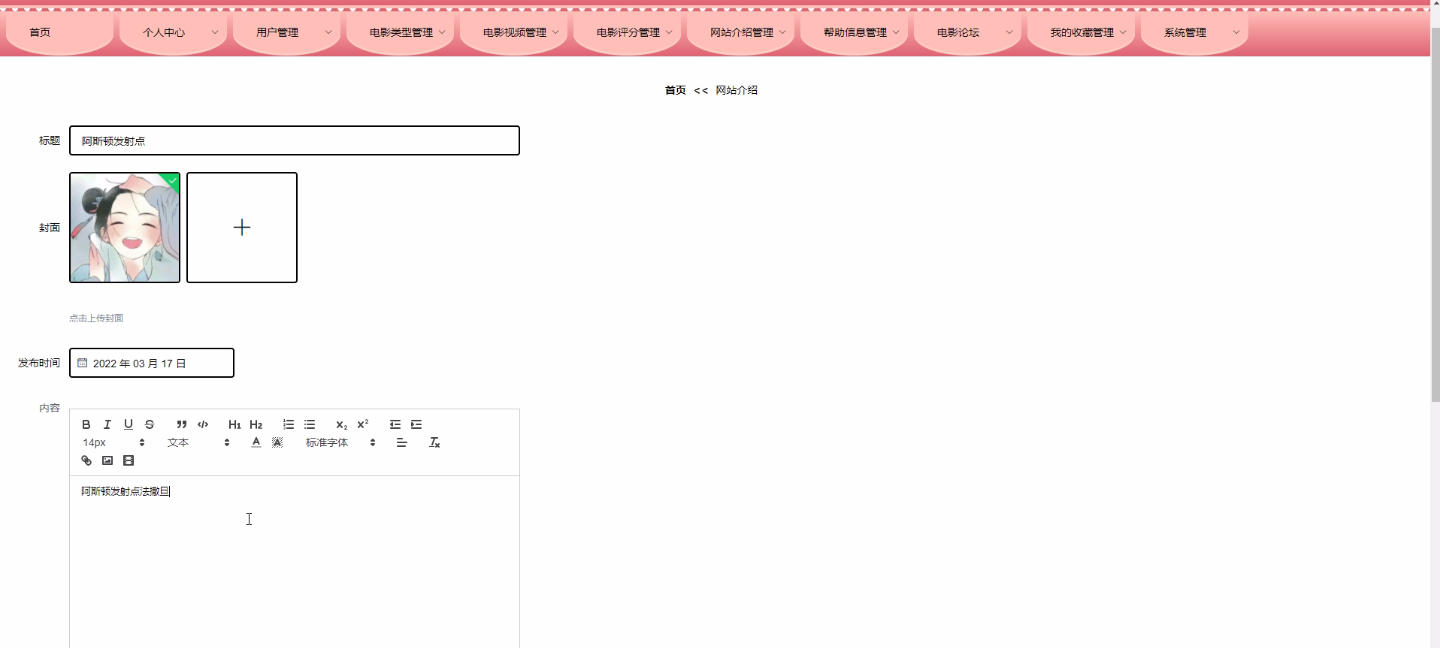 首页 个人中心 用户管理 电影类型管理 电影视频管理 电影评分管理 网站介绍管理 帮助信息管理 电影论坛 我的收藏管理 系统管理
首页 << 网站介绍
标题 阿斯顿发射点
封面
点击上传封面
发布时间 2022 年 03 月 17 日
内容
B I U S H1 H2 X2 X2
14px 文本 A A 标准字体 Tx
阿斯顿发射点法撒旦